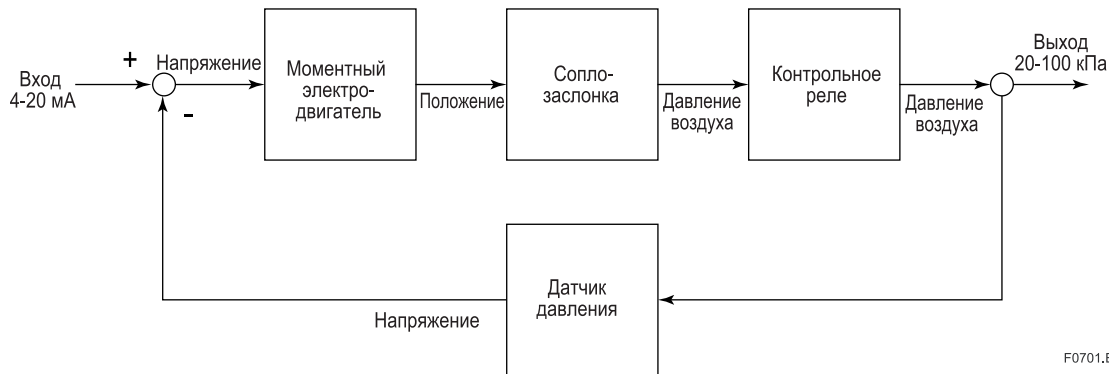 +
Напряжение
Вход
4-20 мА
-
Моментный
электро-
двигатель
Положение
Сопло-
заслонка
Давление
воздуха
Контрольное
реле
Давление
воздуха
Выход
20-100 кПа
Датчик
давления
Напряжение